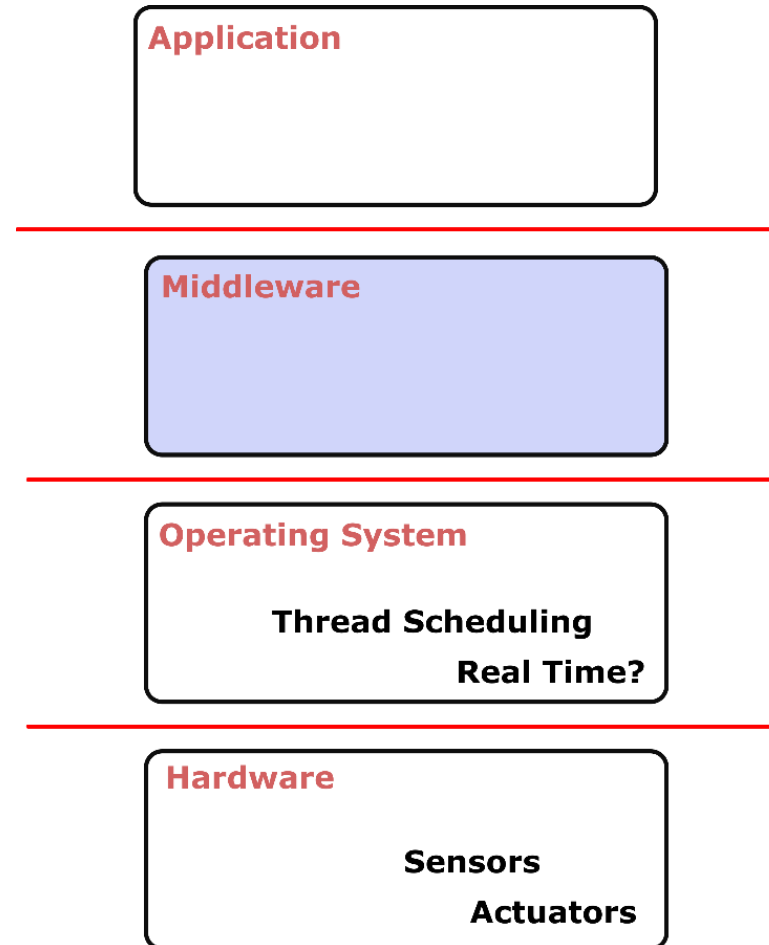 Application
Middleware
Operating System
Thread Scheduling
Real Time?
Hardware
Sensors
Actuators